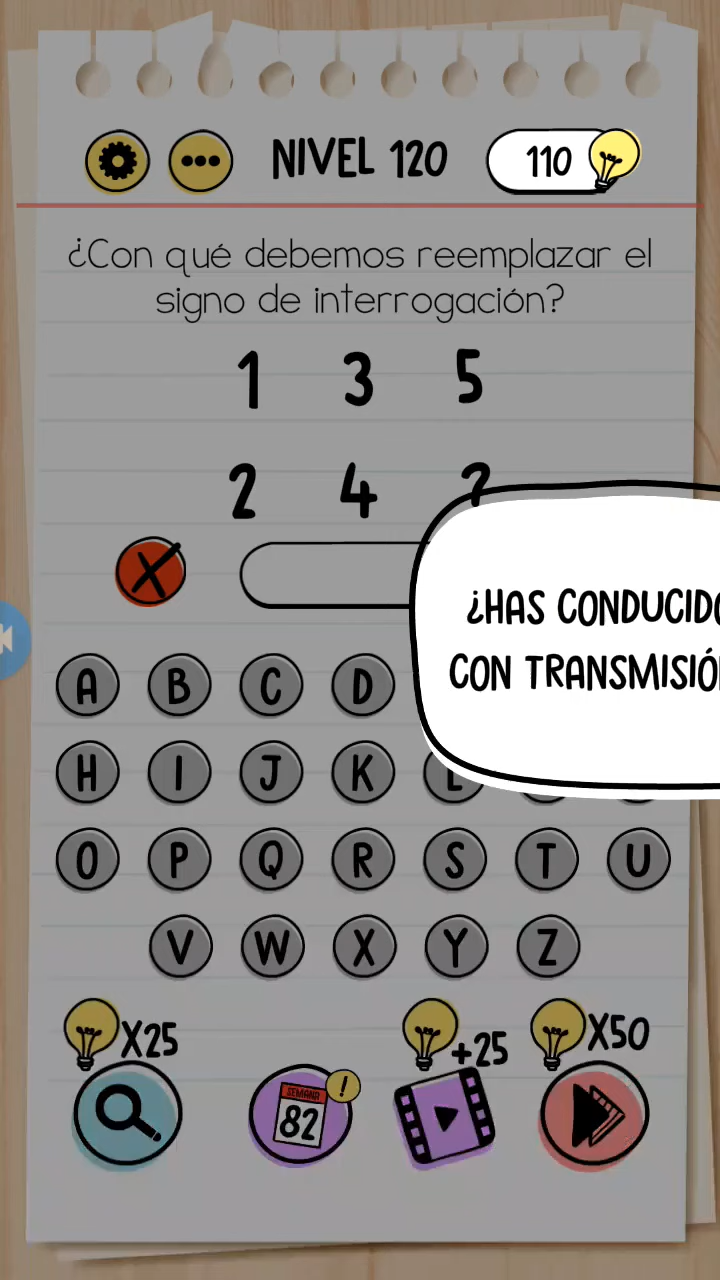 NIVEL 120
110
¿Con qué debemos reemplazar el
signo de interrogación?
1 3 5
2 4 ?
X
¿HAS CONDUCIDO
CON TRANSMISIÓN
A B C D
H I J K L
O P Q R S T U
V W X Y Z
X25
+25
X50
SEMANA
82
!